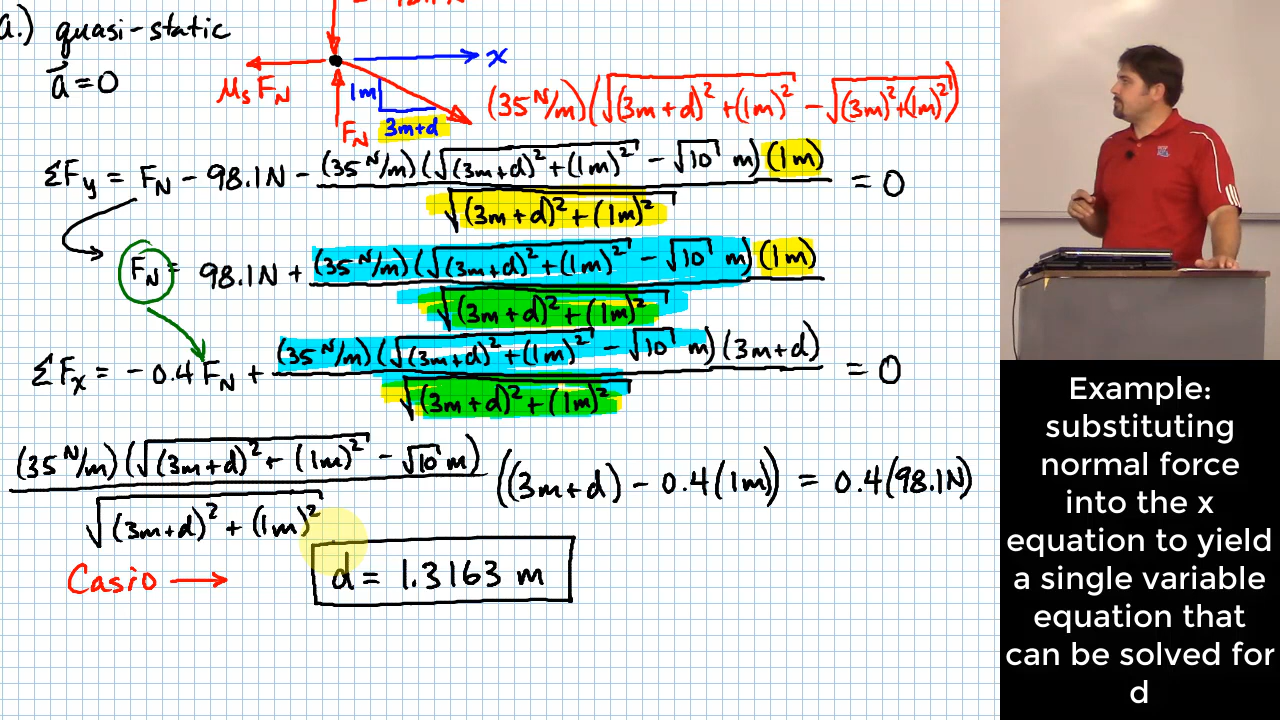 a.) quasi-static
a⃗ = 0
μs FN
FN
x
1m
3m+d
(35 N/m)(√((3m+d)² + (1m)²) - √((3m)² + (1m)²))
ΣFy = FN - 98.1N - (35 N/m)(√((3m+d)² + (1m)²) - √10 m)(1m) / √((3m+d)² + (1m)²) = 0
FN = 98.1N + (35 N/m)(√((3m+d)² + (1m)²) - √10 m)(1m) / √((3m+d)² + (1m)²)
ΣFx = -0.4 FN + (35 N/m)(√((3m+d)² + (1m)²) - √10 m)(3m+d) / √((3m+d)² + (1m)²) = 0
(35 N/m)(√((3m+d)² + (1m)²) - √10 m) / √((3m+d)² + (1m)²) ((3m+d) - 0.4(1m)) = 0.4(98.1N)
Casio → d = 1.3163 m
Example:
substituting
normal force
into the x
equation to yield
a single variable
equation that
can be solved for
d